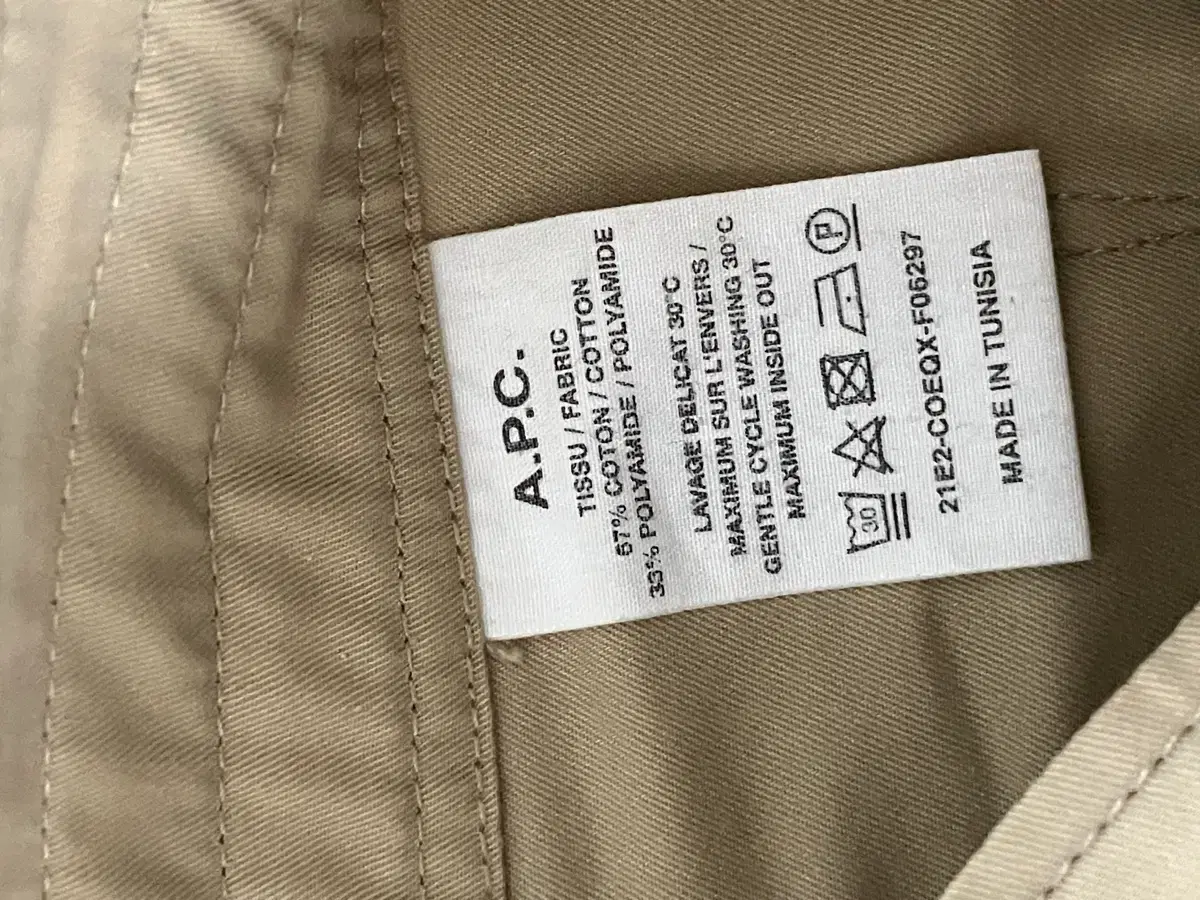 A.P.C.
TISSU / FABRIC
67% COTON / COTTON
33% POLYAMIDE / POLYAMIDE
LAVAGE DELICAT 30°C
MAXIMUM SUR L'ENVERS /
GENTLE CYCLE WASHING 30°C
MAXIMUM INSIDE OUT
30 P
21E2-COEQX-F06297
MADE IN TUNISIA